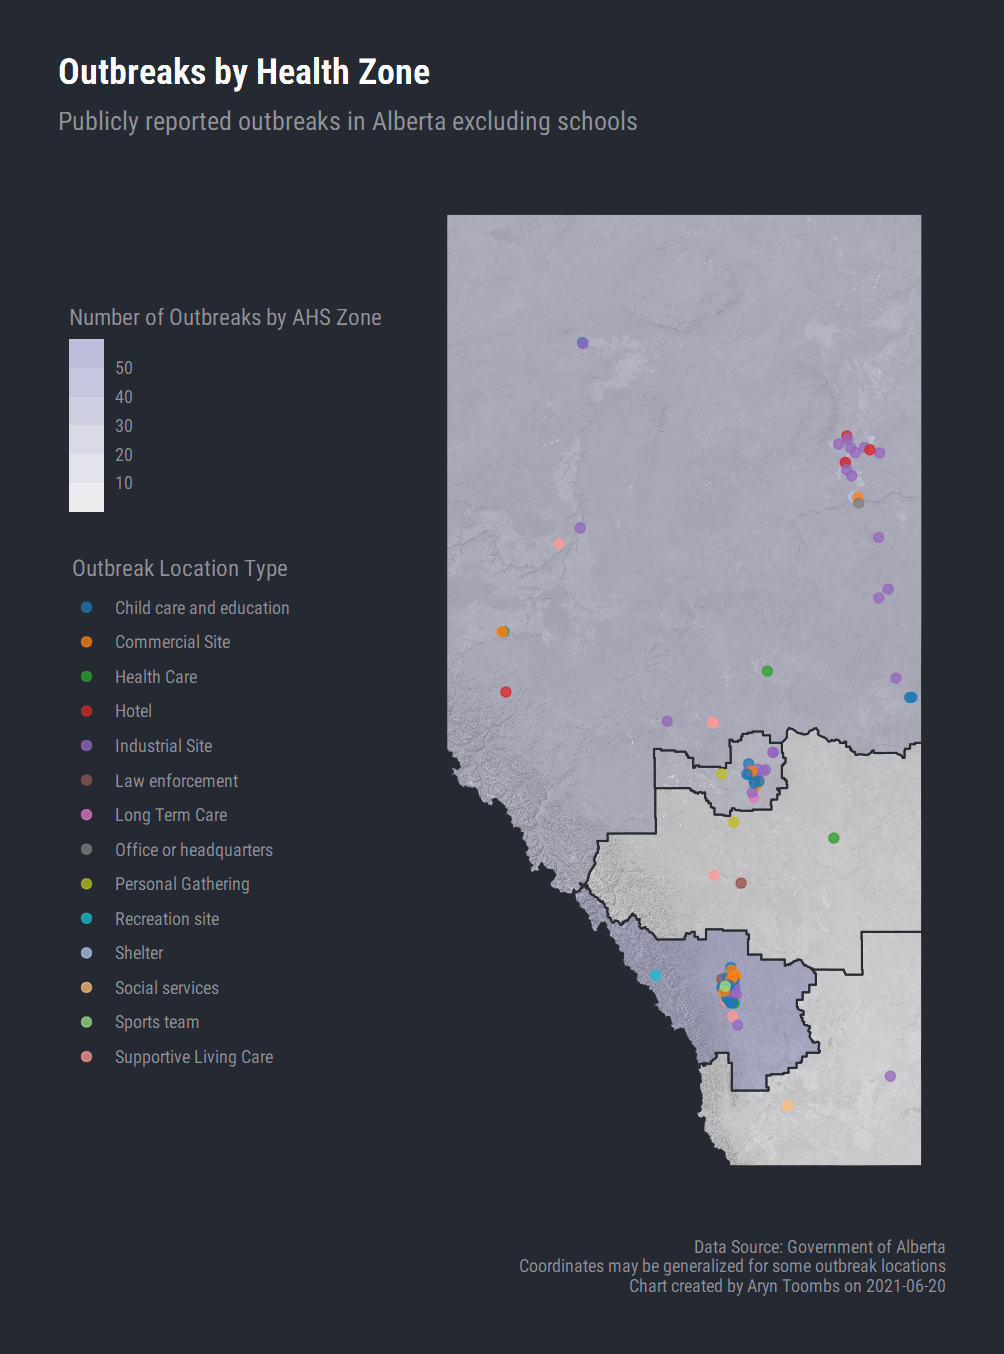 Outbreaks by Health Zone
Publicly reported outbreaks in Alberta excluding schools
Number of Outbreaks by AHS Zone
50
40
30
20
10
Outbreak Location Type
Child care and education
Commercial Site
Health Care
Hotel
Industrial Site
Law enforcement
Long Term Care
Office or headquarters
Personal Gathering
Recreation site
Shelter
Social services
Sports team
Supportive Living Care
Data Source: Government of Alberta
Coordinates may be generalized for some outbreak locations
Chart created by Aryn Toombs on 2021-06-20